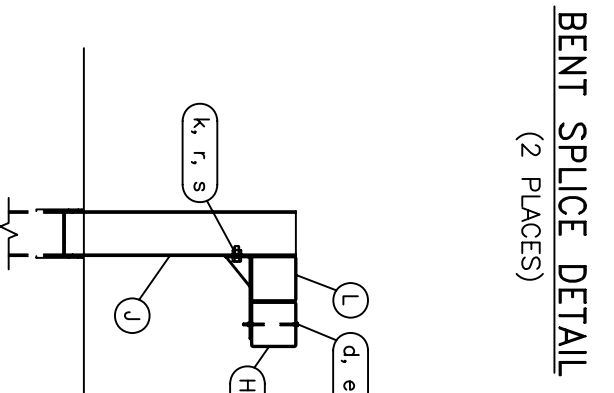 BENT SPLICE DETAIL
(2 PLACES)
k, r, s
L
J
d, e
H